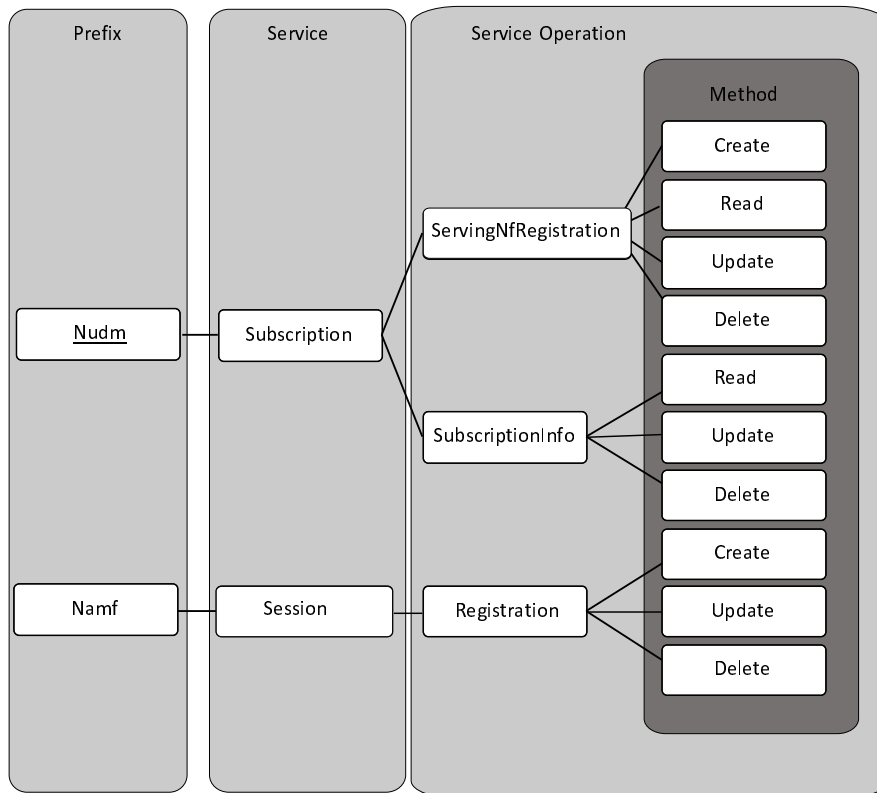 Prefix
Service
Service Operation
Method
Create
Read
ServingNfRegistration
Update
Delete
Nudm
Subscription
Read
SubscriptionInfo
Update
Delete
Create
Namf
Session
Registration
Update
Delete